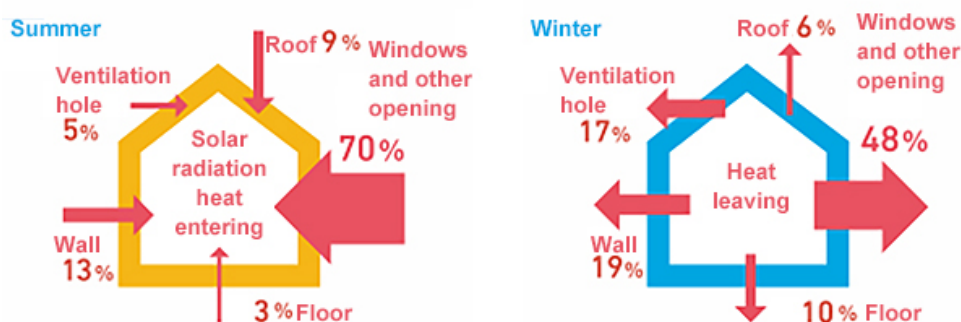 Summer
Roof 9 %
Windows
and other
opening
Ventilation
hole
5%
Solar
radiation
heat
entering
70%
Wall
13%
3 % Floor
Winter
Roof 6%
Windows
and other
opening
Ventilation
hole
17%
48%
Heat
leaving
Wall
19%
10% Floor